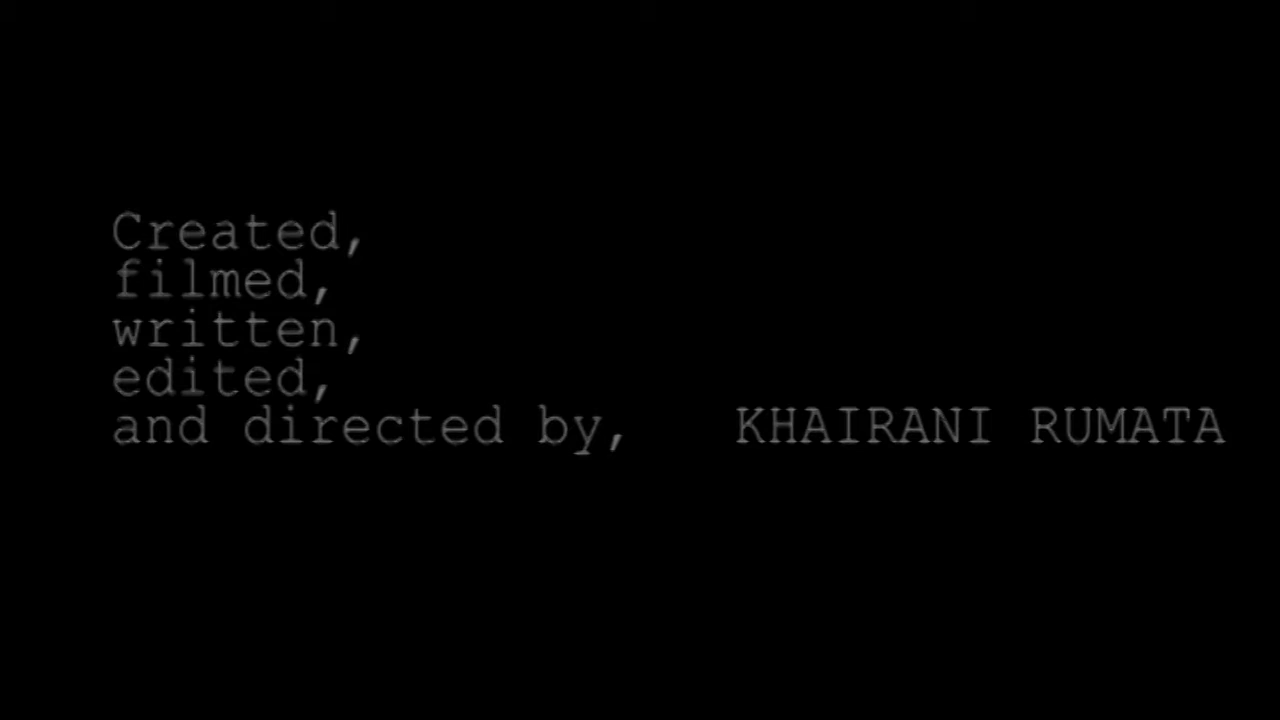 Created,
filmed,
written,
edited,
and directed by, KHAIRANI RUMATA